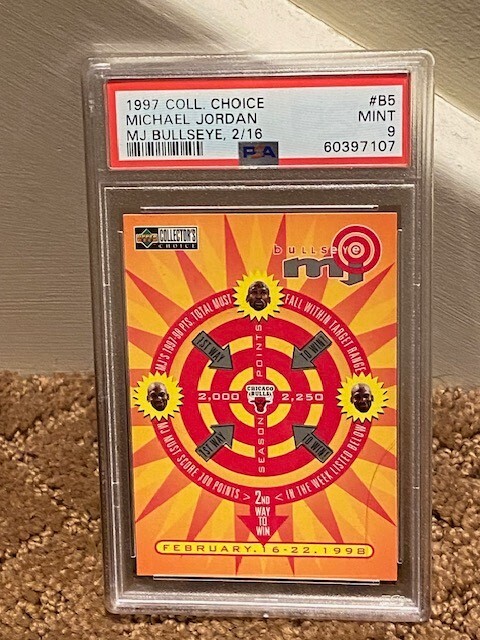 1997 COLL. CHOICE #B5
MICHAEL JORDAN MINT
MJ BULLSEYE, 2/16 9
60397107
PSA
UPPER DECK
COLLECTOR'S
CHOICE
bullseye
mj
MJ'S 1997-98 PTS. TOTAL MUST FALL WITHIN TARGET RANGE
1ST WAY TO WIN
SEASON POINTS
2,000 2,250
CHICAGO
BULLS
1ST WAY TO WIN
MJ MUST SCORE 100 POINTS > < IN THE WEEK LISTED BELOW
2ND
WAY TO
WIN
FEBRUARY.16-22.1998